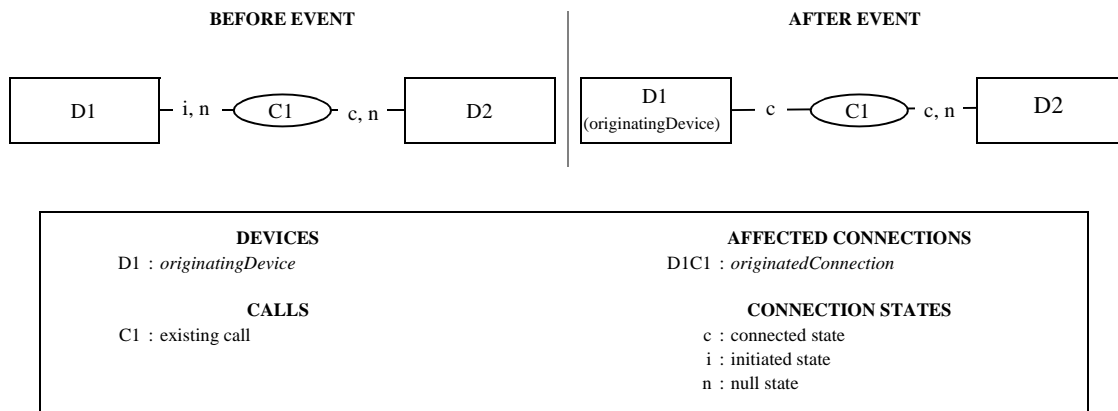 BEFORE EVENT
AFTER EVENT
D1
i, n
C1
c, n
D2
D1
(originatingDevice)
c
C1
c, n
D2
DEVICES
D1 : originatingDevice
CALLS
C1 : existing call
AFFECTED CONNECTIONS
D1C1 : originatedConnection
CONNECTION STATES
c : connected state
i : initiated state
n : null state